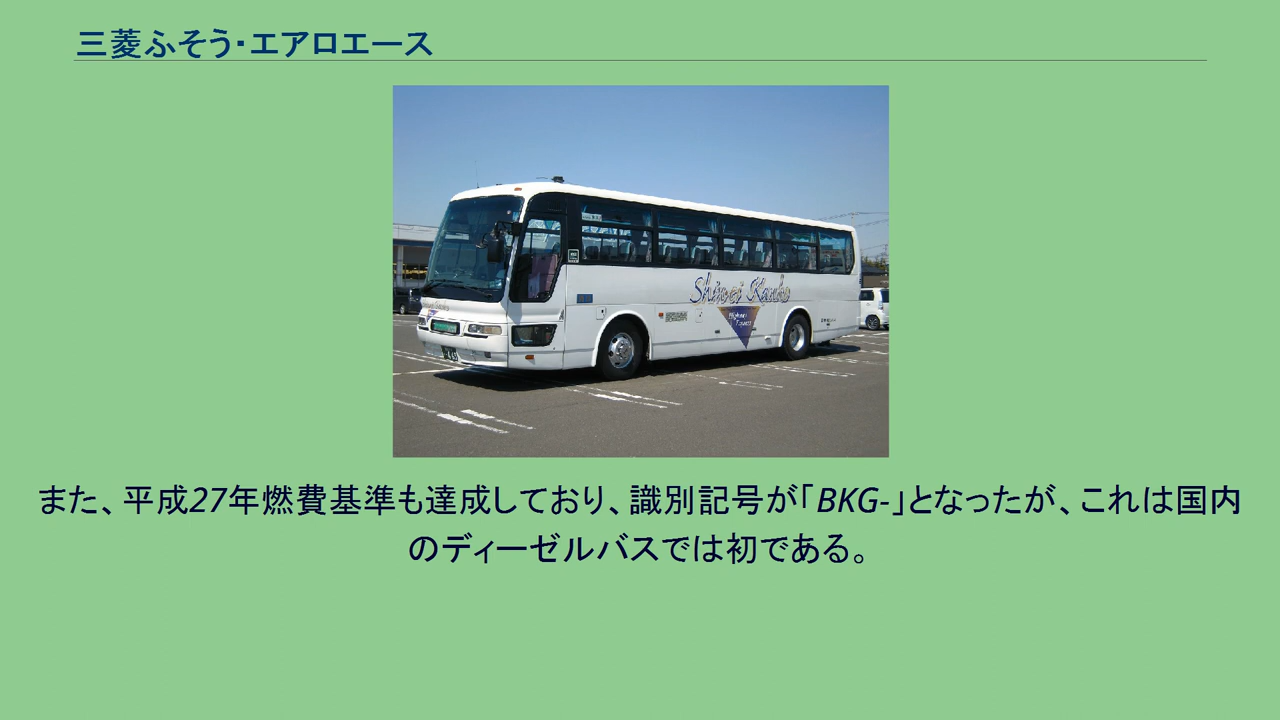 三菱ふそう・エアロエース
Shinei Kanko
また、平成27年燃費基準も達成しており、識別記号が「BKG-」となったが、これは国内
のディーゼルバスでは初である。